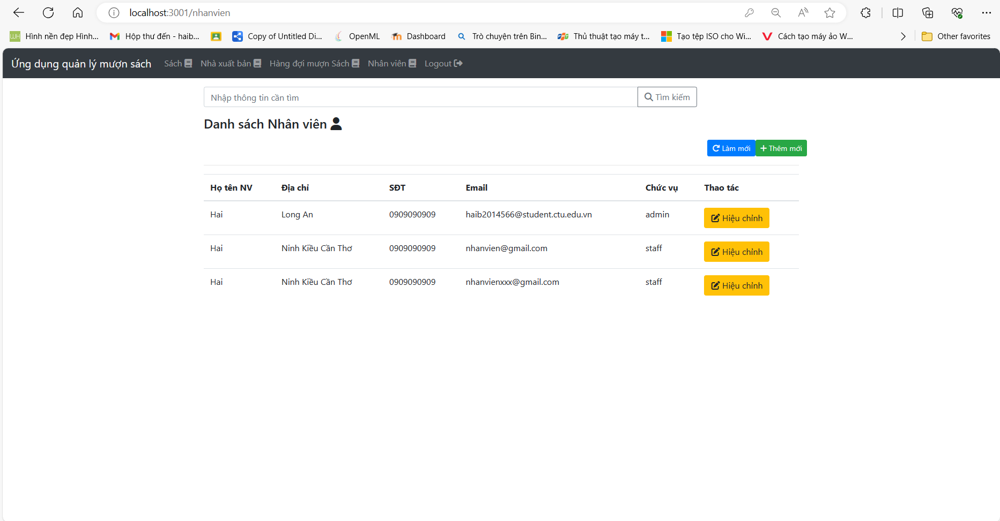 localhost:3001/nhanvien
Hình nền đẹp Hình... Hộp thư đến - haib... Copy of Untitled Di... OpenML Dashboard Trò chuyện trên Bin... Thủ thuật tạo máy t... Tạo tệp ISO cho Wi... Cách tạo máy ảo W... Other favorites
Ứng dụng quản lý mượn sách Sách Nhà xuất bản Hàng đợi mượn Sách Nhân viên Logout
Nhập thông tin cần tìm Tìm kiếm
Danh sách Nhân viên
Làm mới Thêm mới
Họ tên NV Địa chỉ SĐT Email Chức vụ Thao tác
Hai Long An 0909090909 haib2014566@student.ctu.edu.vn admin Hiệu chỉnh
Hai Ninh Kiều Cần Thơ 0909090909 nhanvien@gmail.com staff Hiệu chỉnh
Hai Ninh Kiều Cần Thơ 0909090909 nhanvienxxx@gmail.com staff Hiệu chỉnh